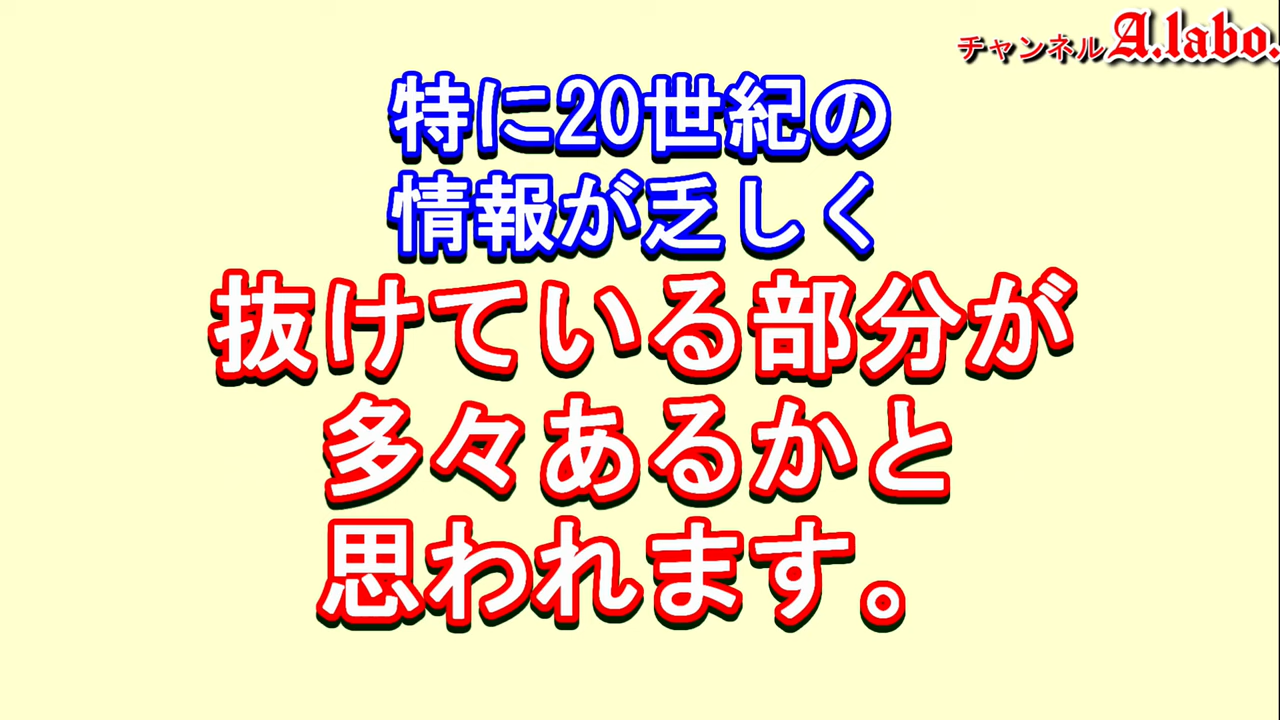 チャンネルA.labo.
特に20世紀の
情報が乏しく
抜けている部分が
多々あるかと
思われます。